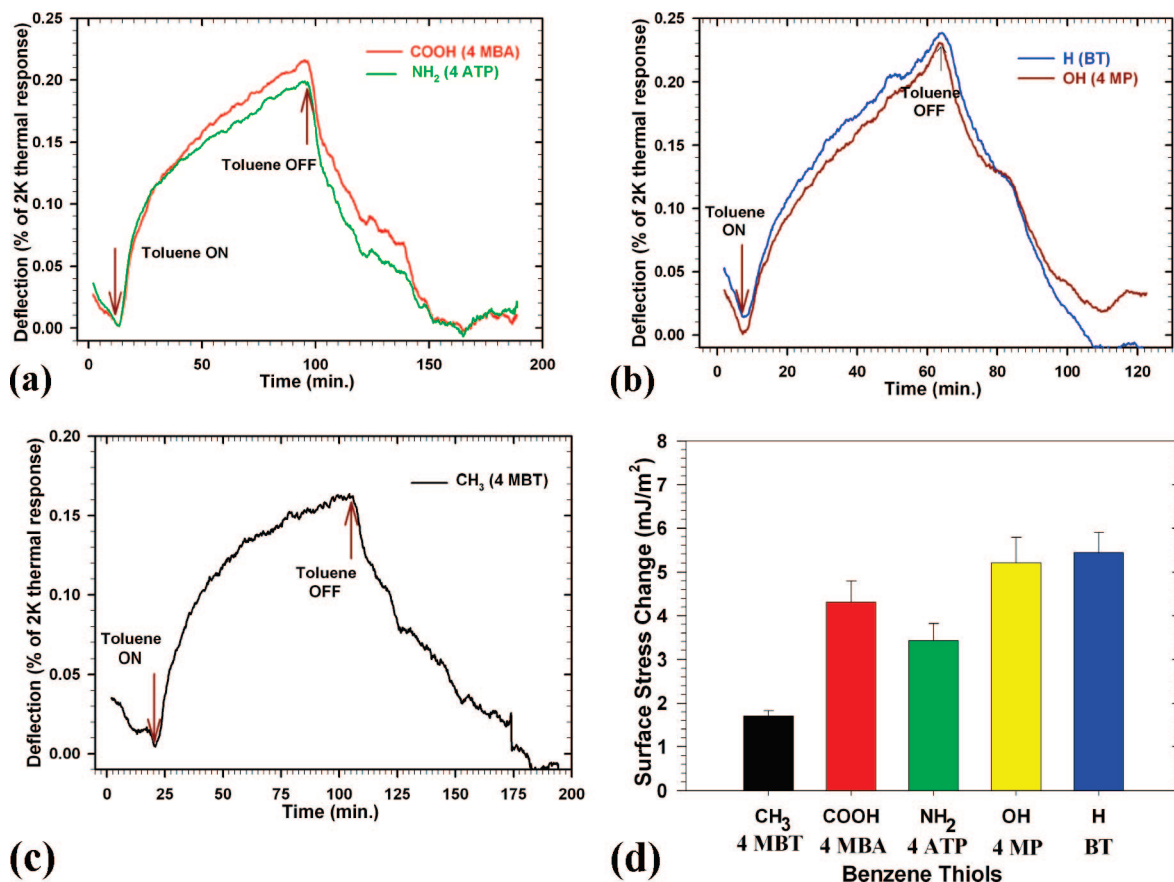 0.25
0.20
0.15
0.10
0.05
0.00
Deflection (% of 2K thermal response)
COOH (4 MBA)
NH₂ (4 ATP)
Toluene OFF
Toluene ON
0
50
100
150
200
Time (min.)
(a)
0.25
0.20
0.15
0.10
0.05
0.00
Deflection (% of 2K thermal response)
H (BT)
OH (4 MP)
Toluene
OFF
Toluene
ON
0
20
40
60
80
100
120
Time (min.)
(b)
0.20
0.15
0.10
0.05
0.00
Deflection (% of 2K thermal response)
CH₃ (4 MBT)
Toluene
OFF
Toluene
ON
0
25
50
75
100
125
150
175
200
Time (min.)
(c)
8
7
6
5
4
3
2
1
0
Surface Stress Change (mJ/m²)
CH₃
4 MBT
COOH
4 MBA
NH₂
4 ATP
OH
4 MP
H
BT
Benzene Thiols
(d)